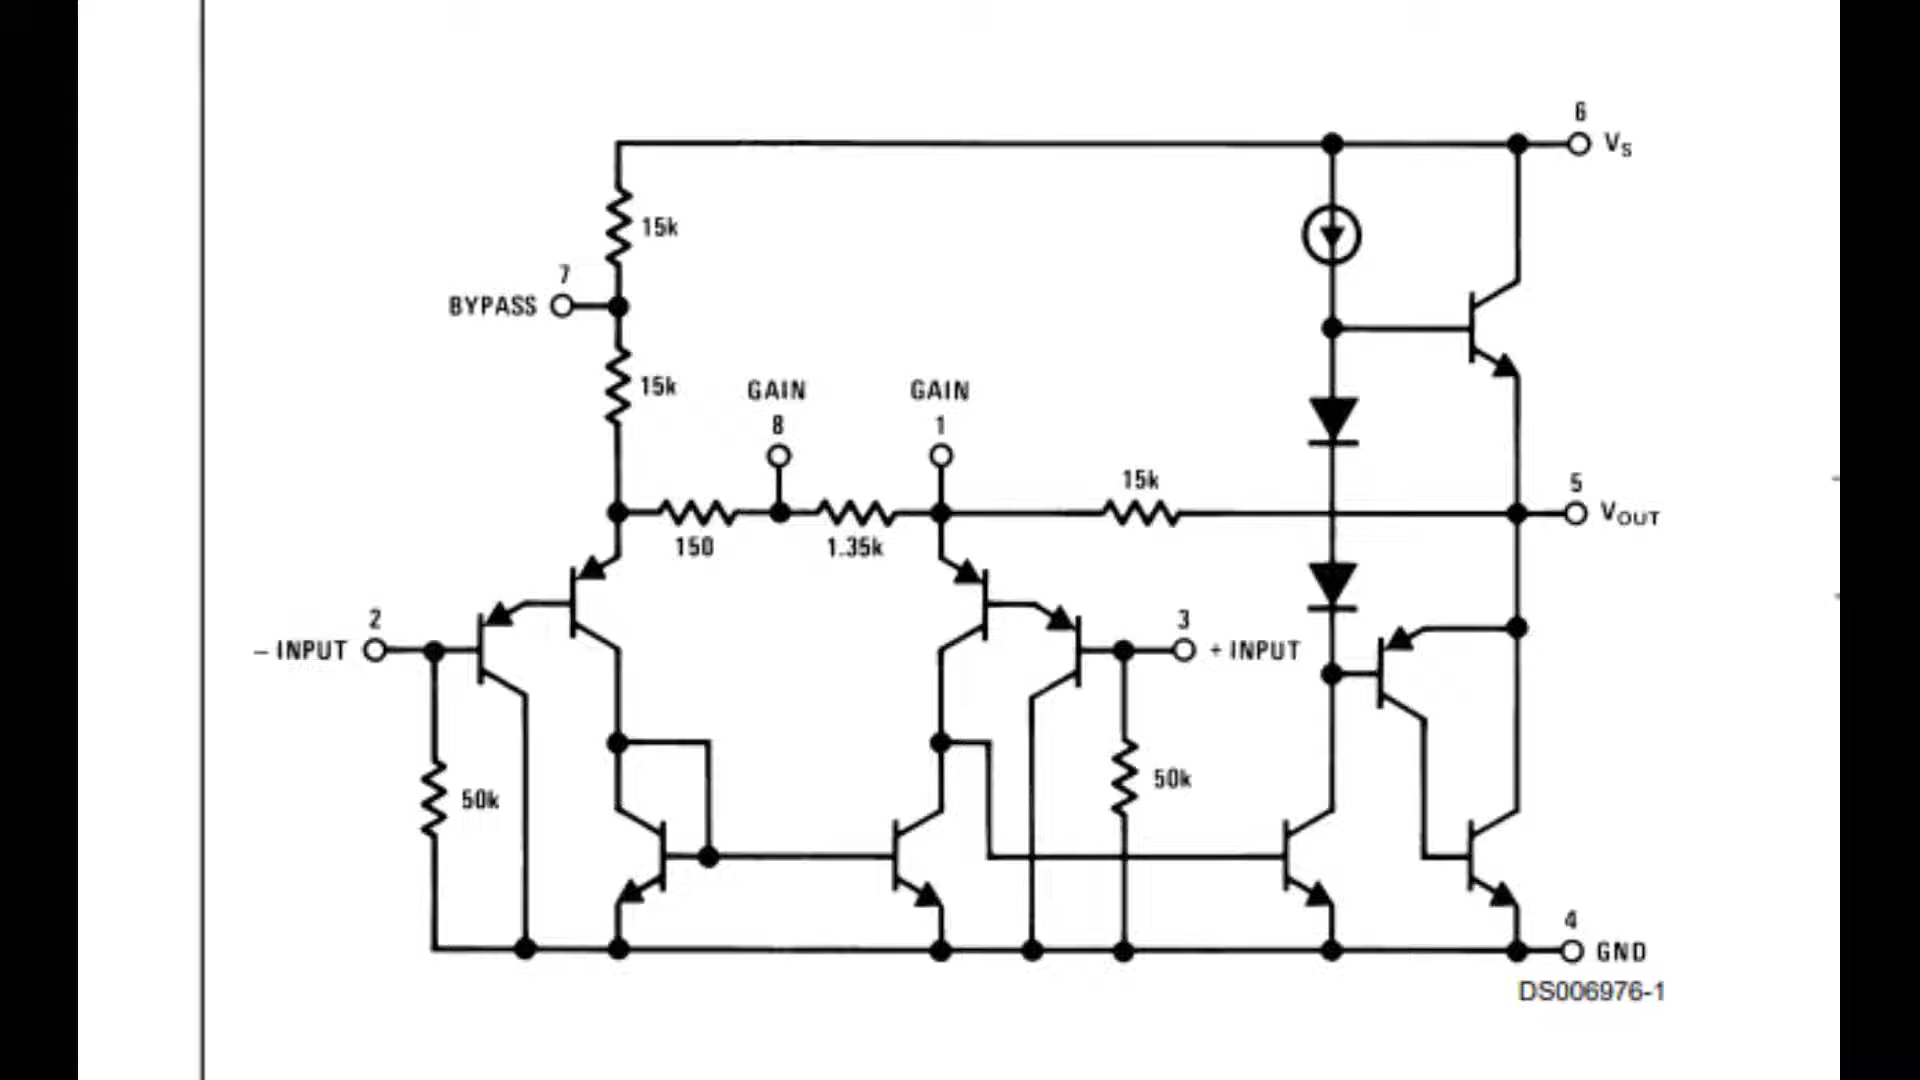 6
VS
15k
7
BYPASS
15k
GAIN
GAIN
8
1
15k
5
VOUT
150
1.35k
2
3
– INPUT
+ INPUT
50k
50k
4
GND
DS006976-1